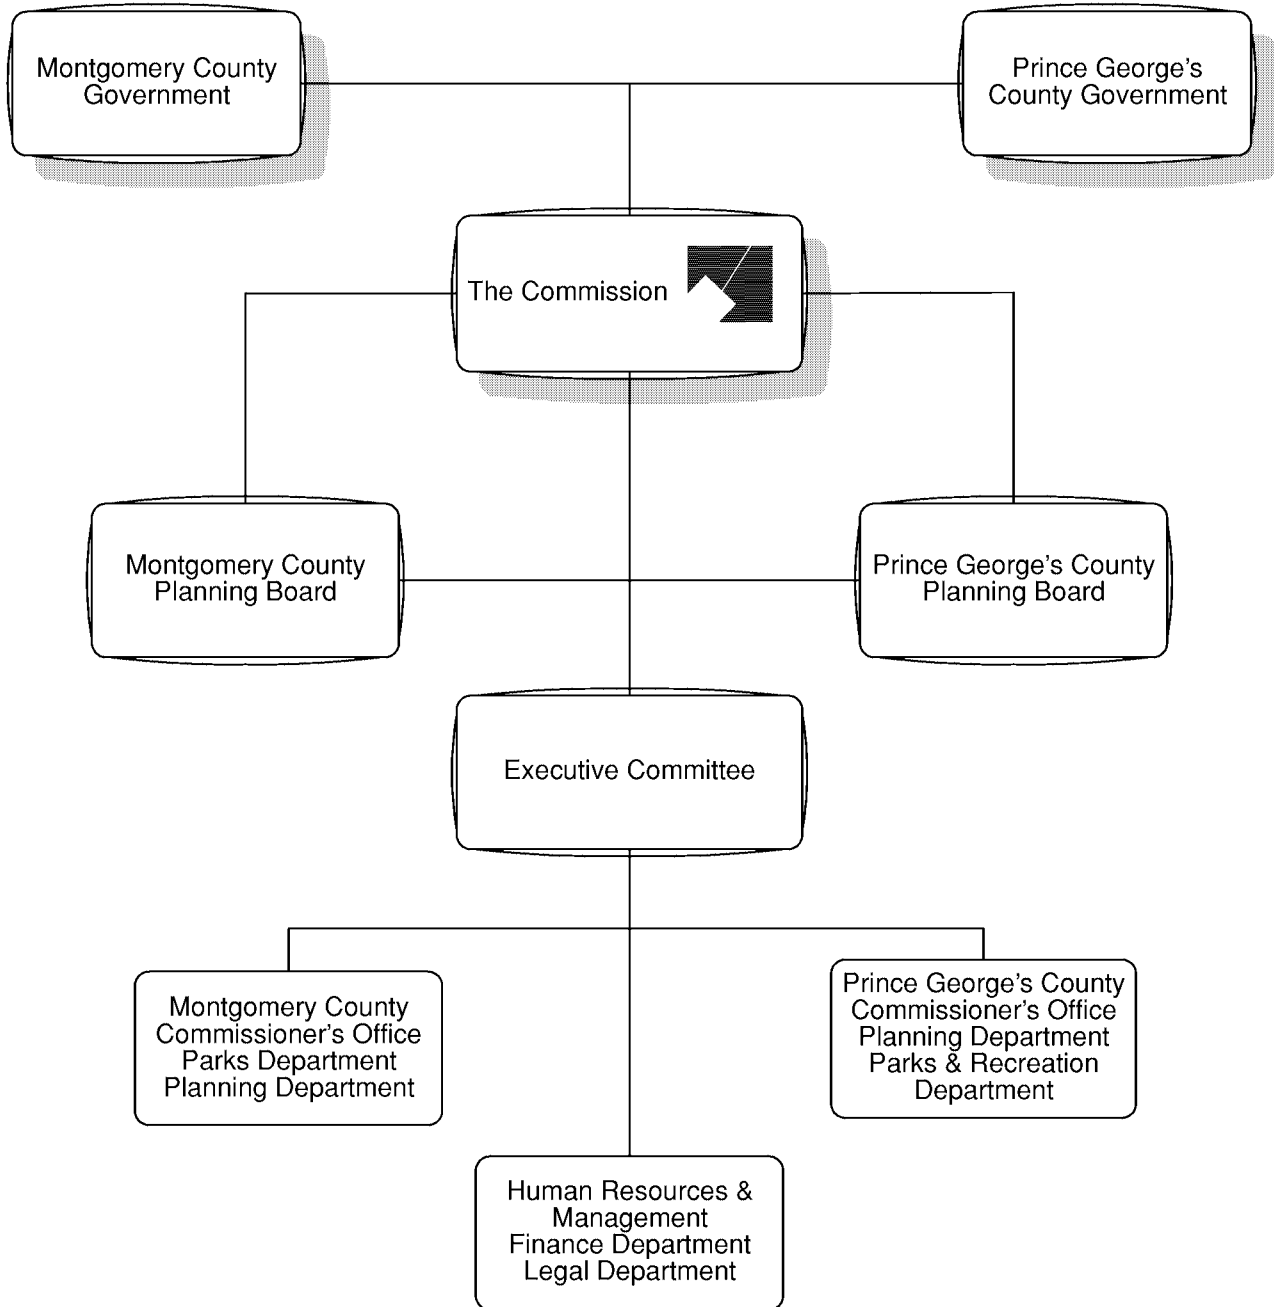 Montgomery County
Government
Prince George's
County Government
The Commission
Montgomery County
Planning Board
Prince George's County
Planning Board
Executive Committee
Montgomery County
Commissioner's Office
Parks Department
Planning Department
Prince George's County
Commissioner's Office
Planning Department
Parks & Recreation
Department
Human Resources &
Management
Finance Department
Legal Department